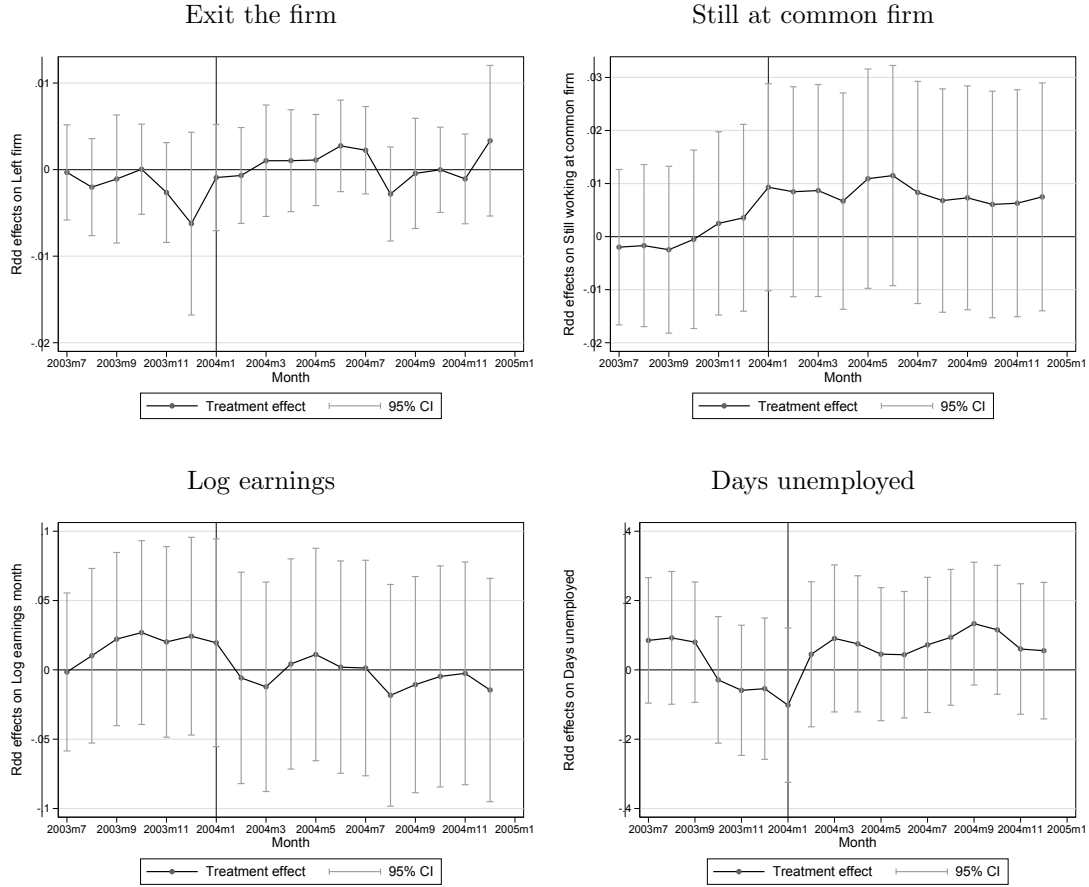 Exit the firm
Rdd effects on Left firm
.01
0
-.01
-.02
2003m7 2003m9 2003m11 2004m1 2004m3 2004m5 2004m7 2004m9 2004m11 2005m1
Month
Treatment effect 95% CI
Still at common firm
Rdd effects on Still working at common firm
.03
.02
.01
0
-.01
-.02
2003m7 2003m9 2003m11 2004m1 2004m3 2004m5 2004m7 2004m9 2004m11 2005m1
Month
Treatment effect 95% CI
Log earnings
Rdd effects on Log earnings month
.1
.05
0
-.05
-.1
2003m7 2003m9 2003m11 2004m1 2004m3 2004m5 2004m7 2004m9 2004m11 2005m1
Month
Treatment effect 95% CI
Days unemployed
Rdd effects on Days unemployed
.4
.2
0
-.2
-.4
2003m7 2003m9 2003m11 2004m1 2004m3 2004m5 2004m7 2004m9 2004m11 2005m1
Month
Treatment effect 95% CI